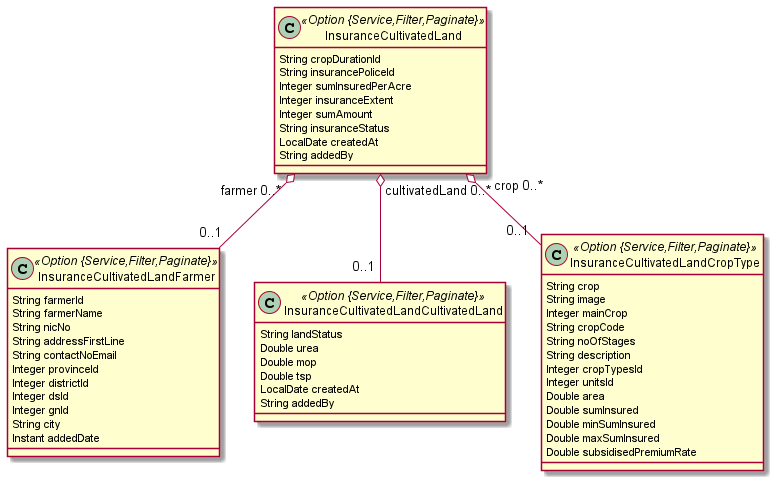 C «Option {Service,Filter,Paginate}»
InsuranceCultivatedLand
String cropDurationId
String insurancePoliceId
Integer sumInsuredPerAcre
Integer insuranceExtent
Integer sumAmount
String insuranceStatus
LocalDate createdAt
String addedBy
farmer 0..*
cultivatedLand 0..*
crop 0..*
0..1
0..1
0..1
C «Option {Service,Filter,Paginate}»
InsuranceCultivatedLandFarmer
String farmerId
String farmerName
String nicNo
String addressFirstLine
String contactNoEmail
Integer provinceId
Integer districtId
Integer dsId
Integer gnId
String city
Instant addedDate
C «Option {Service,Filter,Paginate}»
InsuranceCultivatedLandCultivatedLand
String landStatus
Double urea
Double mop
Double tsp
LocalDate createdAt
String addedBy
C «Option {Service,Filter,Paginate}»
InsuranceCultivatedLandCropType
String crop
String image
Integer mainCrop
String cropCode
String noOfStages
String description
Integer cropTypesId
Integer unitsId
Double area
Double sumInsured
Double minSumInsured
Double maxSumInsured
Double subsidisedPremiumRate